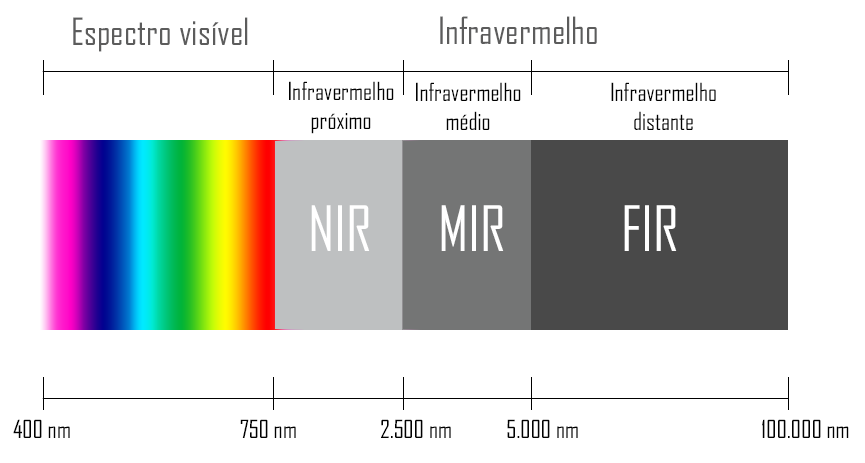 Espectro visível
Infravermelho
Infravermelho
próximo
Infravermelho
médio
Infravermelho
distante
NIR
MIR
FIR
400 nm
750 nm
2.500 nm
5.000 nm
100.000 nm